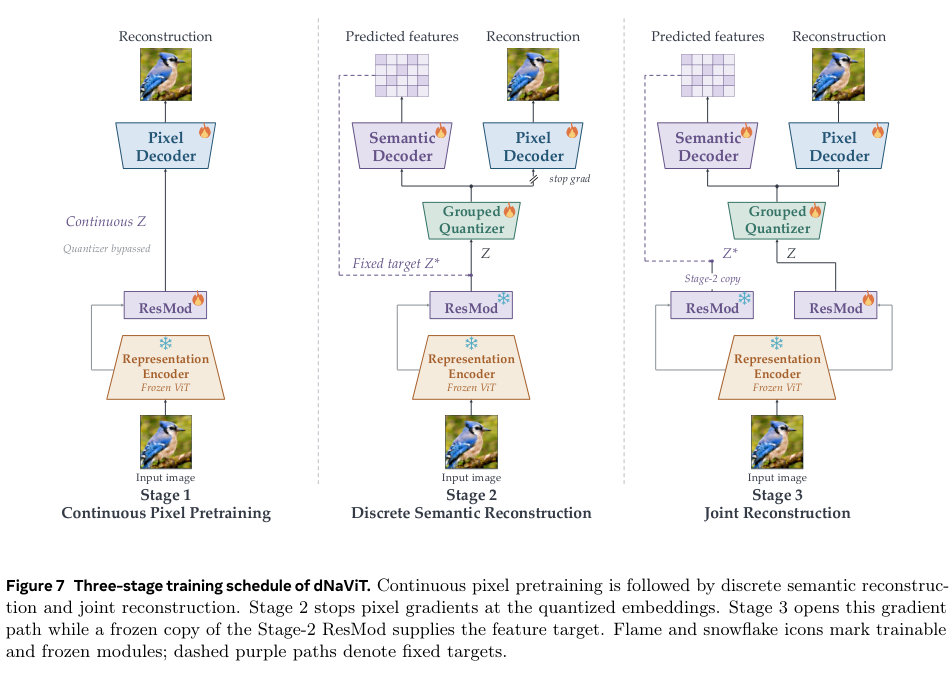 Reconstruction
Pixel
Decoder
Continuous Z
Quantizer bypassed
ResMod
Representation
Encoder
Frozen ViT
Input image
Stage 1
Continuous Pixel Pretraining
Predicted features
Reconstruction
Semantic
Decoder
Pixel
Decoder
stop grad
Grouped
Quantizer
Z
Fixed target Z*
ResMod
Representation
Encoder
Frozen ViT
Input image
Stage 2
Discrete Semantic Reconstruction
Predicted features
Reconstruction
Semantic
Decoder
Pixel
Decoder
Grouped
Quantizer
Z*
Z
Stage-2 copy
ResMod
ResMod
Representation
Encoder
Frozen ViT
Input image
Stage 3
Joint Reconstruction
Figure 7 Three-stage training schedule of dNaViT. Continuous pixel pretraining is followed by discrete semantic reconstruc-
tion and joint reconstruction. Stage 2 stops pixel gradients at the quantized embeddings. Stage 3 opens this gradient
path while a frozen copy of the Stage-2 ResMod supplies the feature target. Flame and snowflake icons mark trainable
and frozen modules; dashed purple paths denote fixed targets.